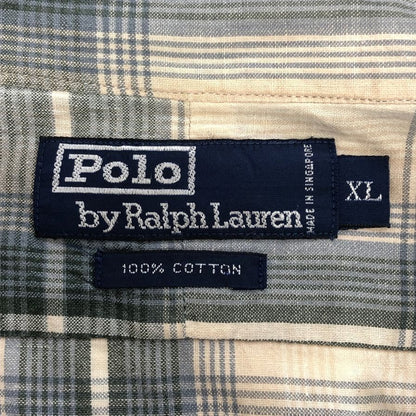 Polo
by Ralph Lauren
MADE IN SINGAPORE
XL
100% COTTON